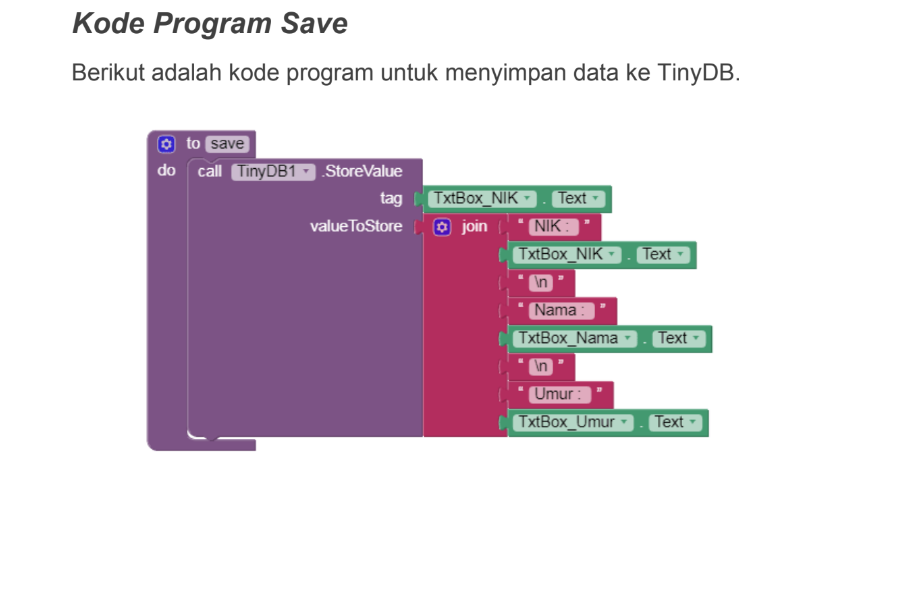 Kode Program Save
Berikut adalah kode program untuk menyimpan data ke TinyDB.
to save
do call TinyDB1 .StoreValue
tag TxtBox_NIK . Text
valueToStore join " NIK : "
TxtBox_NIK . Text
" \n "
" Nama : "
TxtBox_Nama . Text
" \n "
" Umur : "
TxtBox_Umur . Text